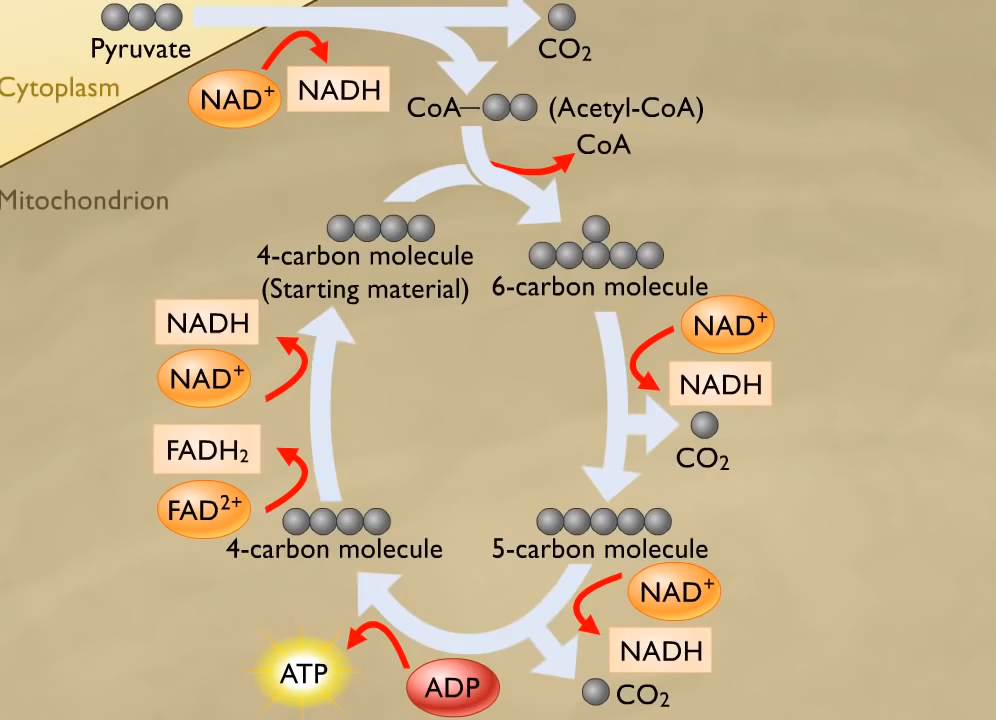 Pyruvate
CO₂
Cytoplasm
NAD⁺
NADH
CoA
(Acetyl-CoA)
CoA
Mitochondrion
4-carbon molecule
(Starting material)
6-carbon molecule
NADH
NAD⁺
NAD⁺
NADH
CO₂
FADH₂
FAD²⁺
4-carbon molecule
5-carbon molecule
NAD⁺
NADH
CO₂
ATP
ADP